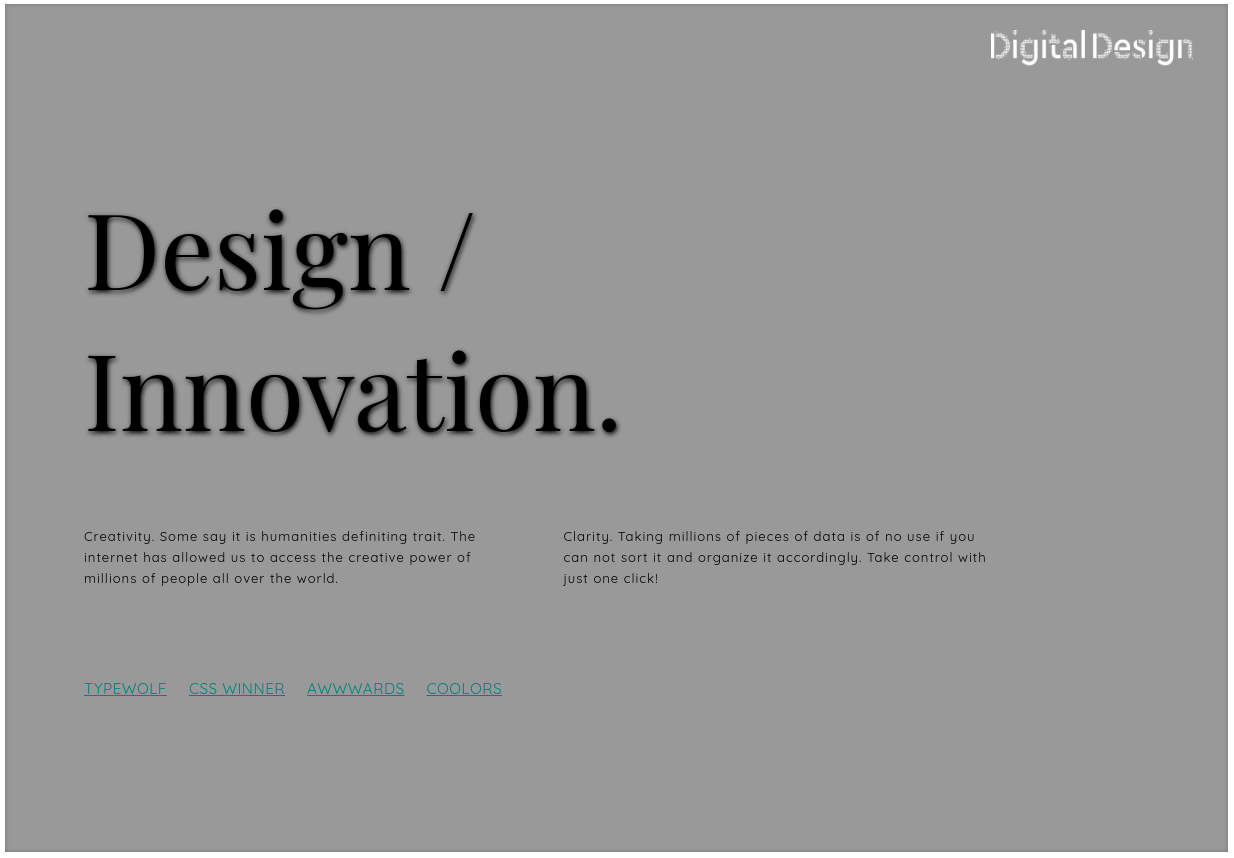 Digital Design
Design /
Innovation.
Creativity. Some say it is humanities definiting trait. The
internet has allowed us to access the creative power of
millions of people all over the world.
Clarity. Taking millions of pieces of data is of no use if you
can not sort it and organize it accordingly. Take control with
just one click!
TYPEWOLF CSS WINNER AWWWARDS COOLORS